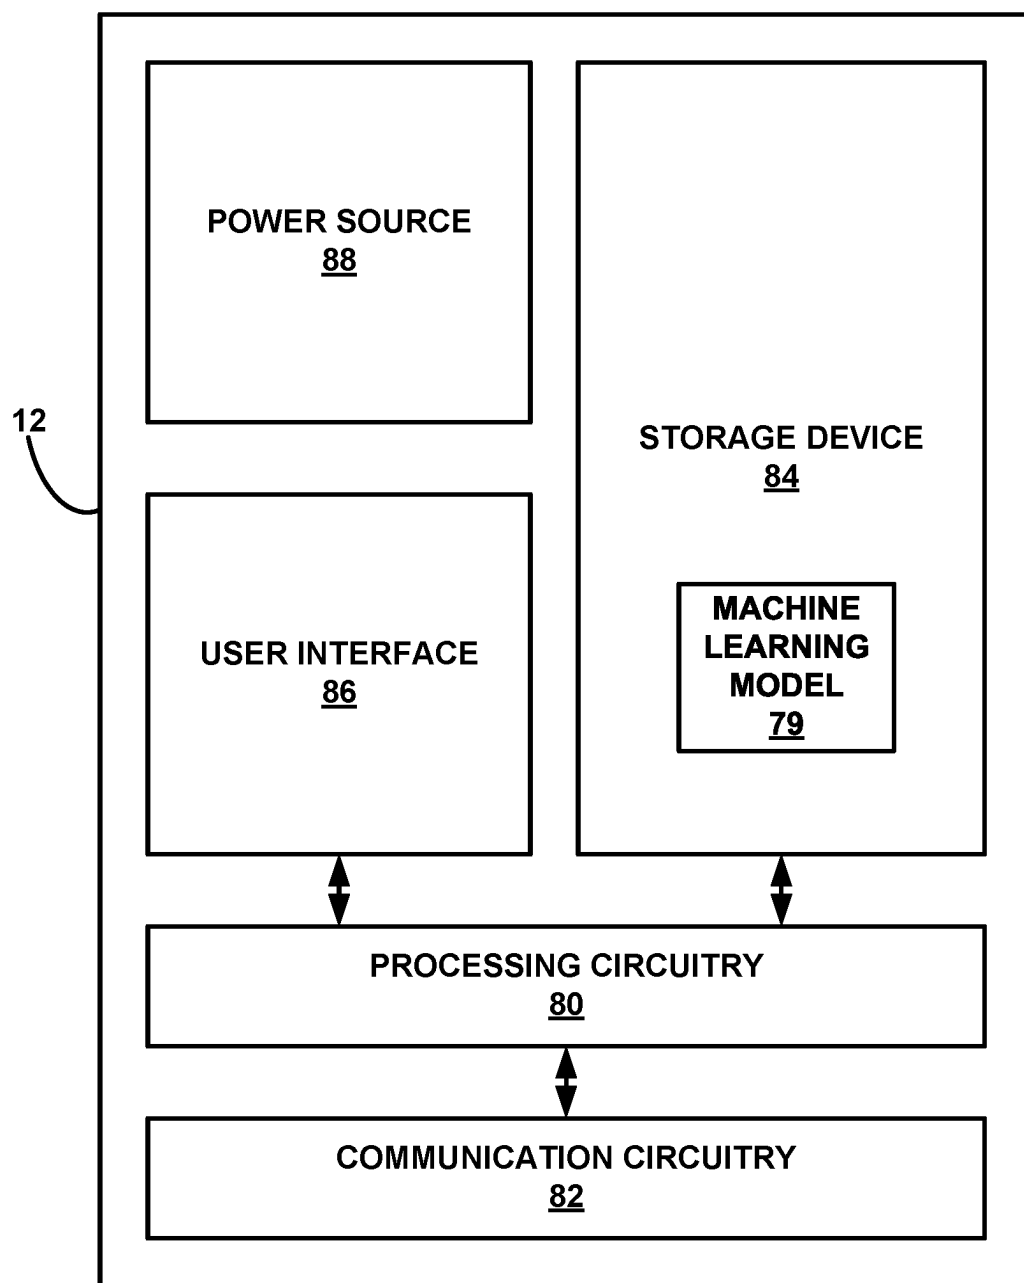 POWER SOURCE
88
12
STORAGE DEVICE
84
MACHINE
LEARNING
MODEL
79
USER INTERFACE
86
PROCESSING CIRCUITRY
80
COMMUNICATION CIRCUITRY
82